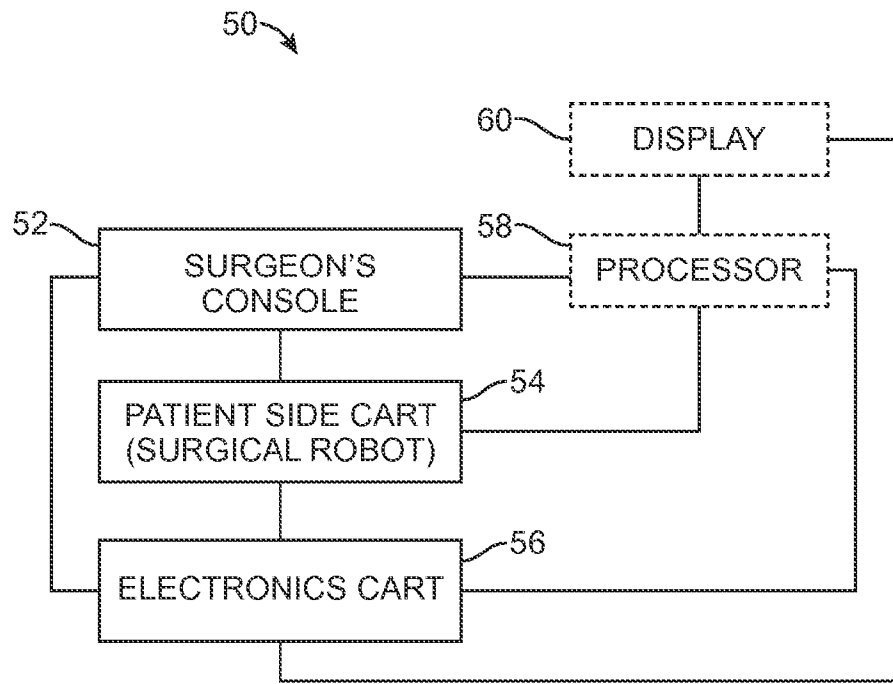 50
60
DISPLAY
52
58
SURGEON'S
CONSOLE
PROCESSOR
54
PATIENT SIDE CART
(SURGICAL ROBOT)
56
ELECTRONICS CART